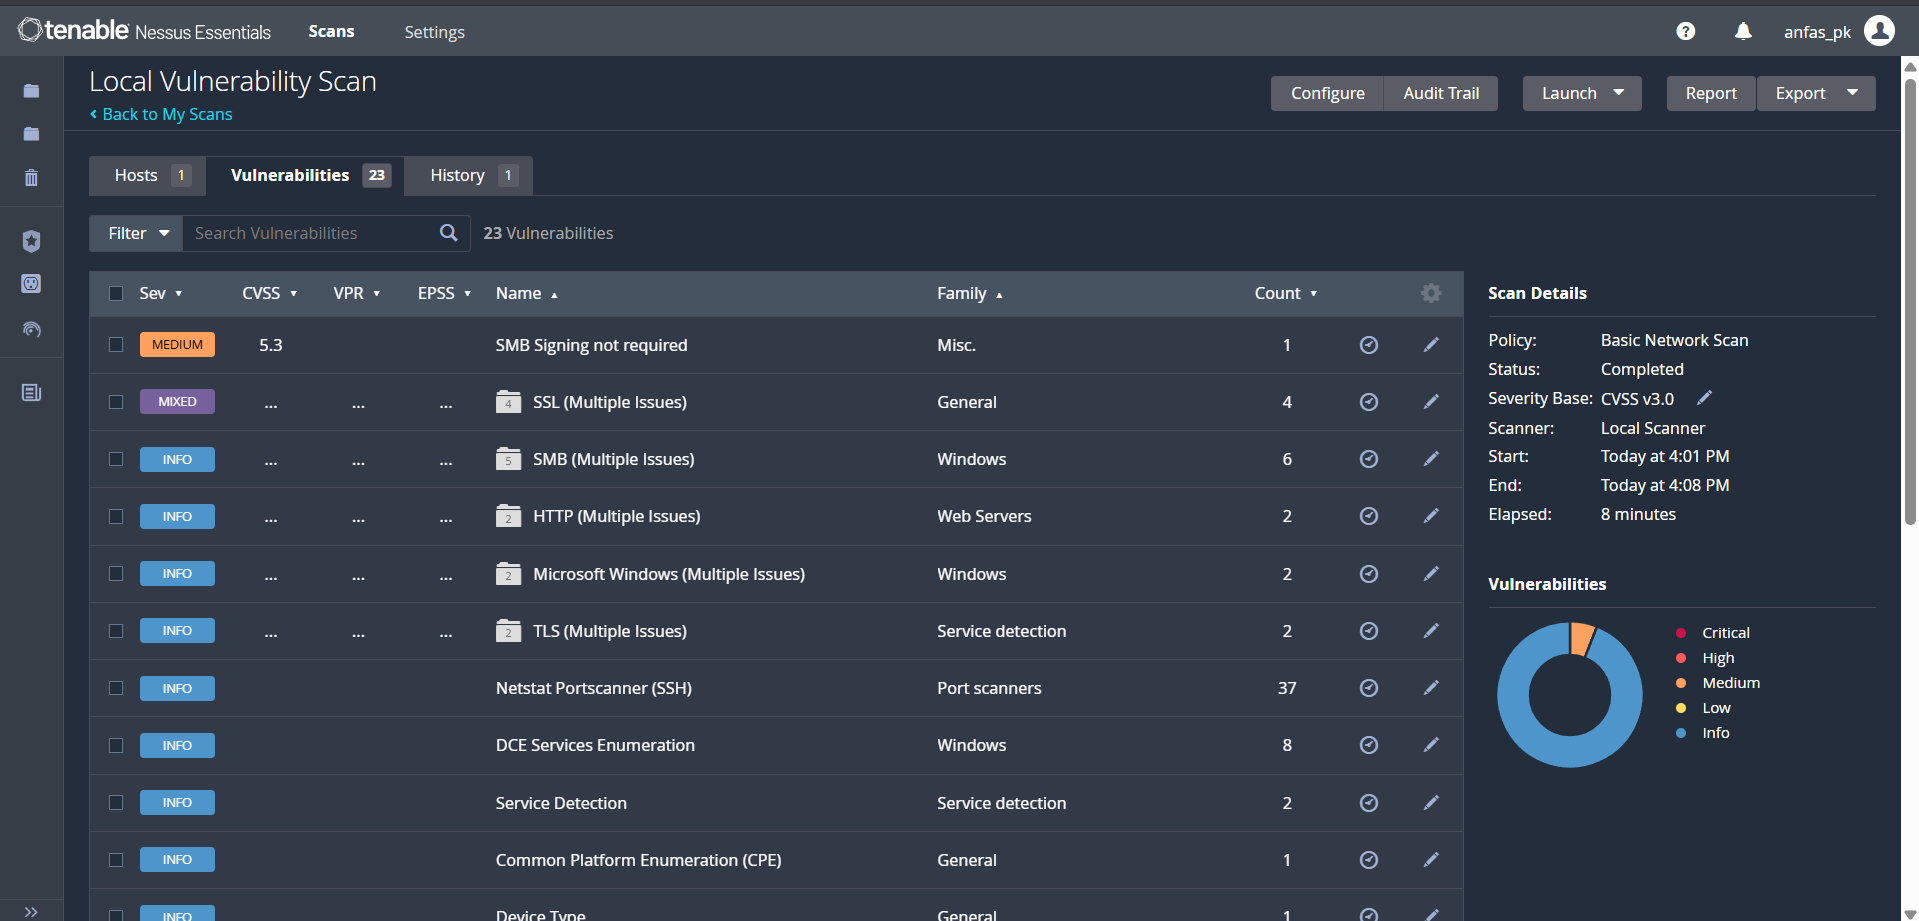 tenable Nessus Essentials Scans Settings ? anfas_pk
Local Vulnerability Scan
Back to My Scans
Configure Audit Trail Launch Report Export
Hosts 1 Vulnerabilities 23 History 1
Filter Search Vulnerabilities 23 Vulnerabilities
Sev CVSS VPR EPSS Name Family Count
MEDIUM 5.3 SMB Signing not required Misc. 1
MIXED ... ... ... 4 SSL (Multiple Issues) General 4
INFO ... ... ... 5 SMB (Multiple Issues) Windows 6
INFO ... ... ... 2 HTTP (Multiple Issues) Web Servers 2
INFO ... ... ... 2 Microsoft Windows (Multiple Issues) Windows 2
INFO ... ... ... 2 TLS (Multiple Issues) Service detection 2
INFO Netstat Portscanner (SSH) Port scanners 37
INFO DCE Services Enumeration Windows 8
INFO Service Detection Service detection 2
INFO Common Platform Enumeration (CPE) General 1
INFO Device Type General 1
Scan Details
Policy: Basic Network Scan
Status: Completed
Severity Base: CVSS v3.0
Scanner: Local Scanner
Start: Today at 4:01 PM
End: Today at 4:08 PM
Elapsed: 8 minutes
Vulnerabilities
Critical
High
Medium
Low
Info